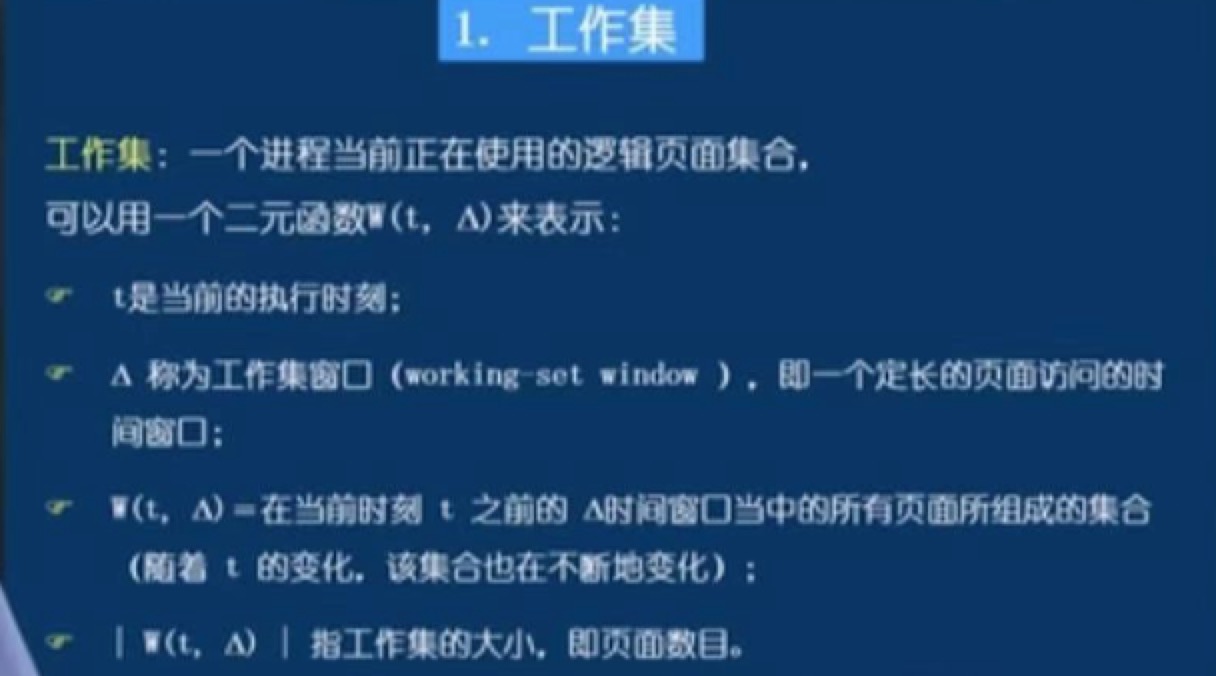 1. 工作集
工作集：一个进程当前正在使用的逻辑页面集合，
可以用一个二元函数W(t, Δ)来表示：
☞ t是当前的执行时刻；
☞ Δ 称为工作集窗口（working-set window ），即一个定长的页面访问的时
间窗口；
☞ W(t, Δ)＝在当前时刻 t 之前的 Δ时间窗口当中的所有页面所组成的集合
（随着 t 的变化，该集合也在不断地变化）；
☞ | W(t, Δ) | 指工作集的大小，即页面数目。